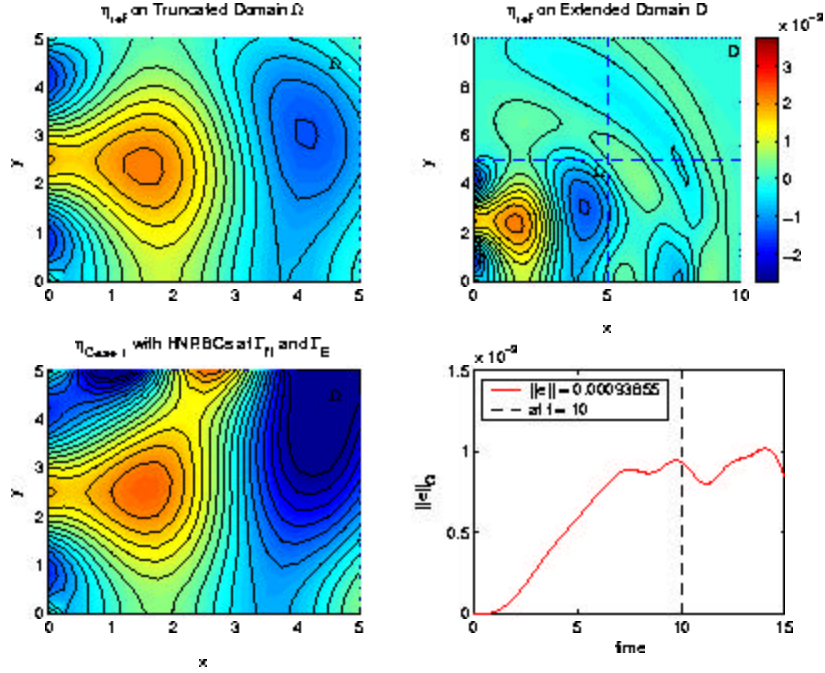 η_ref on Truncated Domain Ω
5
4
3
2
1
0
y
0 1 2 3 4 5
η_ref on Extended Domain D
10
8
6
4
2
0
y
D
0 5 10
x
× 10⁻³
3
2
1
0
−1
−2
with HNRBCs at Γ_N and Γ_E
5
4
3
2
1
0
y
0 1 2 3 4 5
x
1.5
1
0.5
0
||e||_Ω
||e|| = 0.00093855
at t = 10
0 5 10 15
time